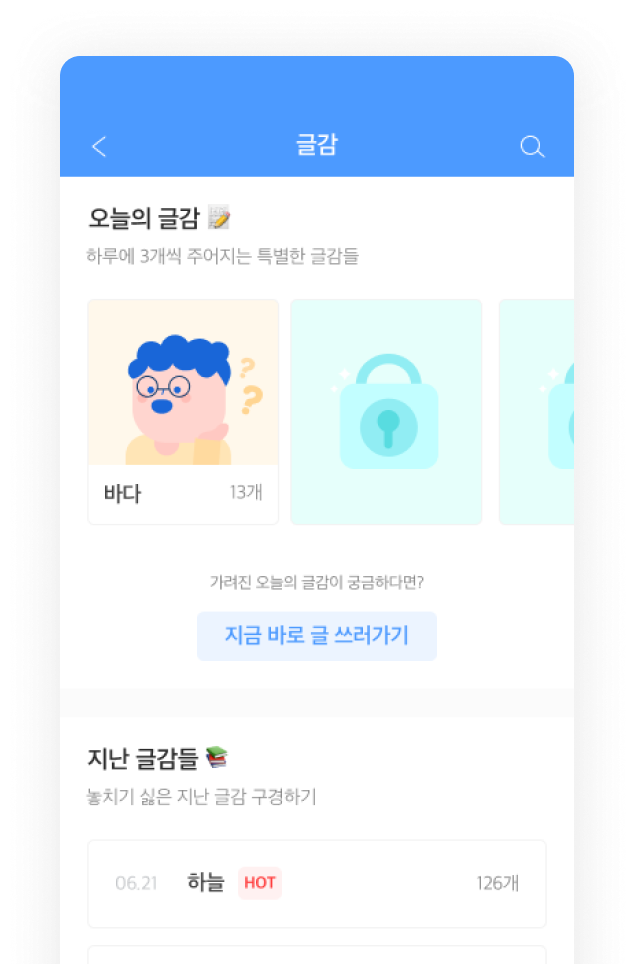 글감
오늘의 글감 📝
하루에 3개씩 주어지는 특별한 글감들
? ?
바다 13개
가려진 오늘의 글감이 궁금하다면?
지금 바로 글 쓰러가기
지난 글감들 📚
놓치기 싫은 지난 글감 구경하기
06.21 하늘 HOT 126개